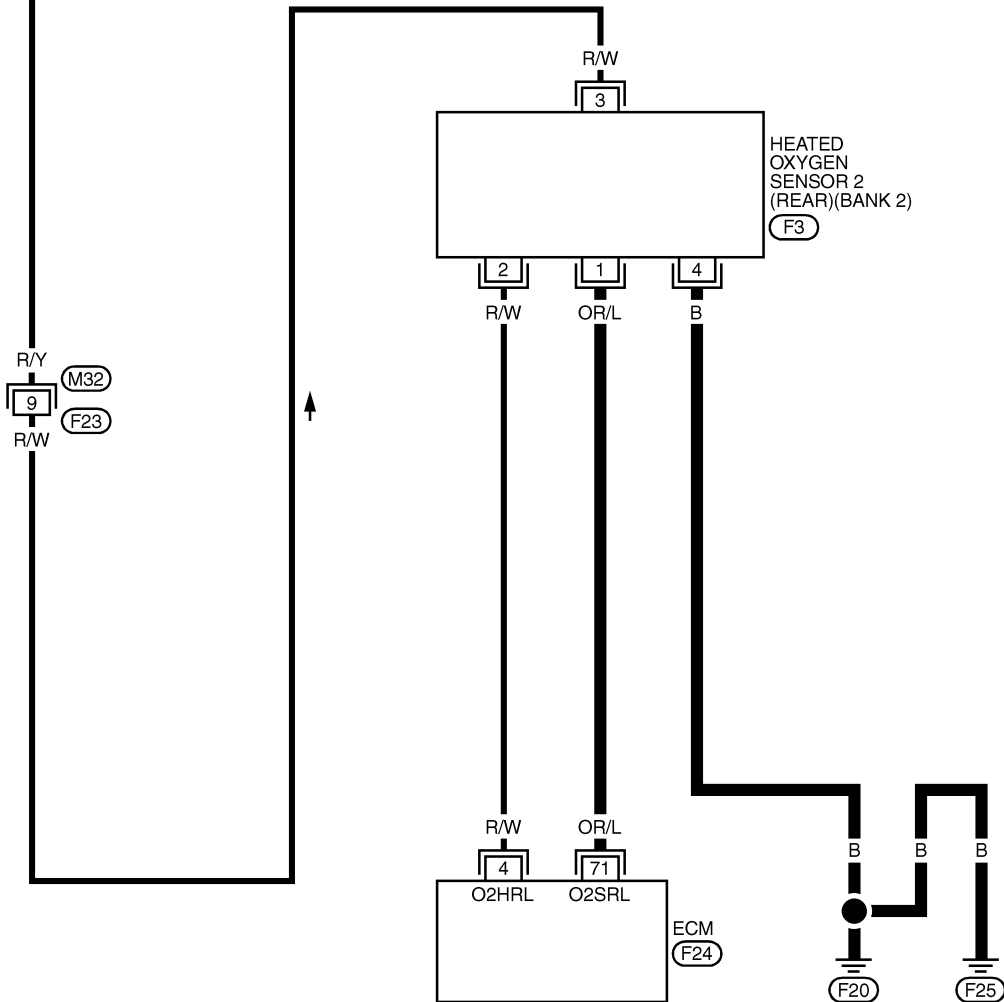 R/W
3
HEATED
OXYGEN
SENSOR 2
(REAR)(BANK 2)
F3
2
1
4
R/W
OR/L
B
R/Y
M32
9
F23
R/W
R/W
OR/L
B
B
B
4
71
O2HRL
O2SRL
ECM
F24
F20
F25